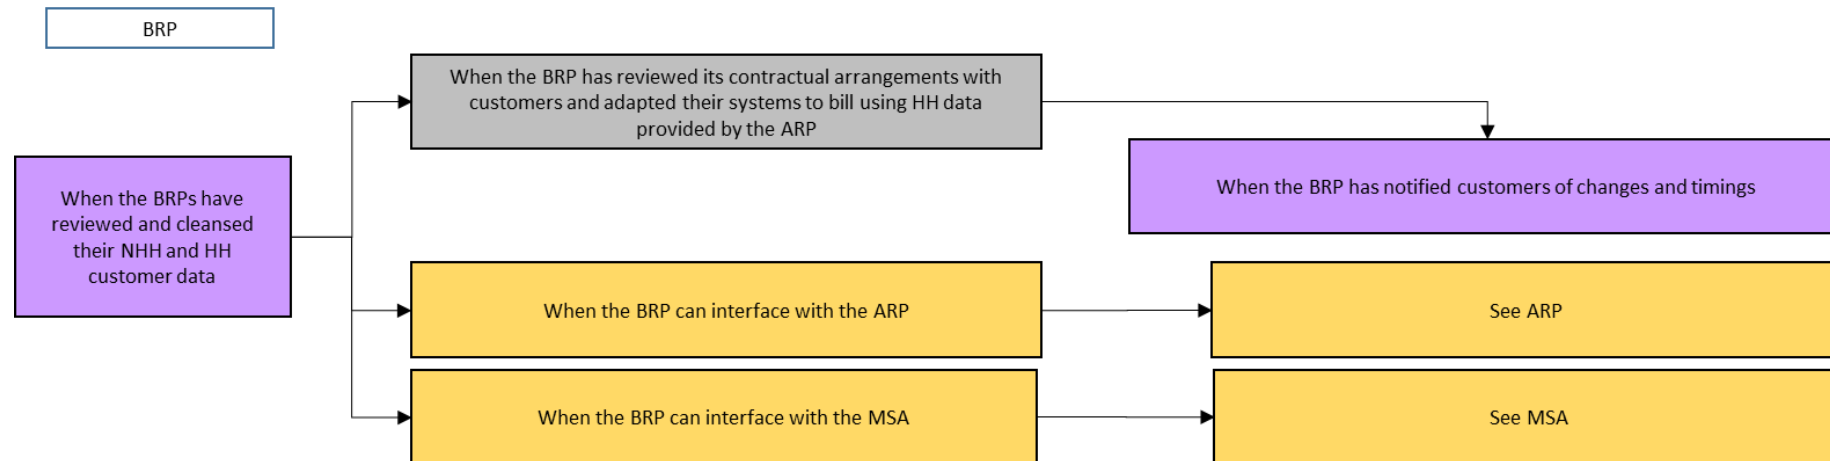 BRP
When the BRP has reviewed its contractual arrangements with
customers and adapted their systems to bill using HH data
provided by the ARP
When the BRP has notified customers of changes and timings
When the BRPs have
reviewed and cleansed
their NHH and HH
customer data
When the BRP can interface with the ARP
See ARP
When the BRP can interface with the MSA
See MSA